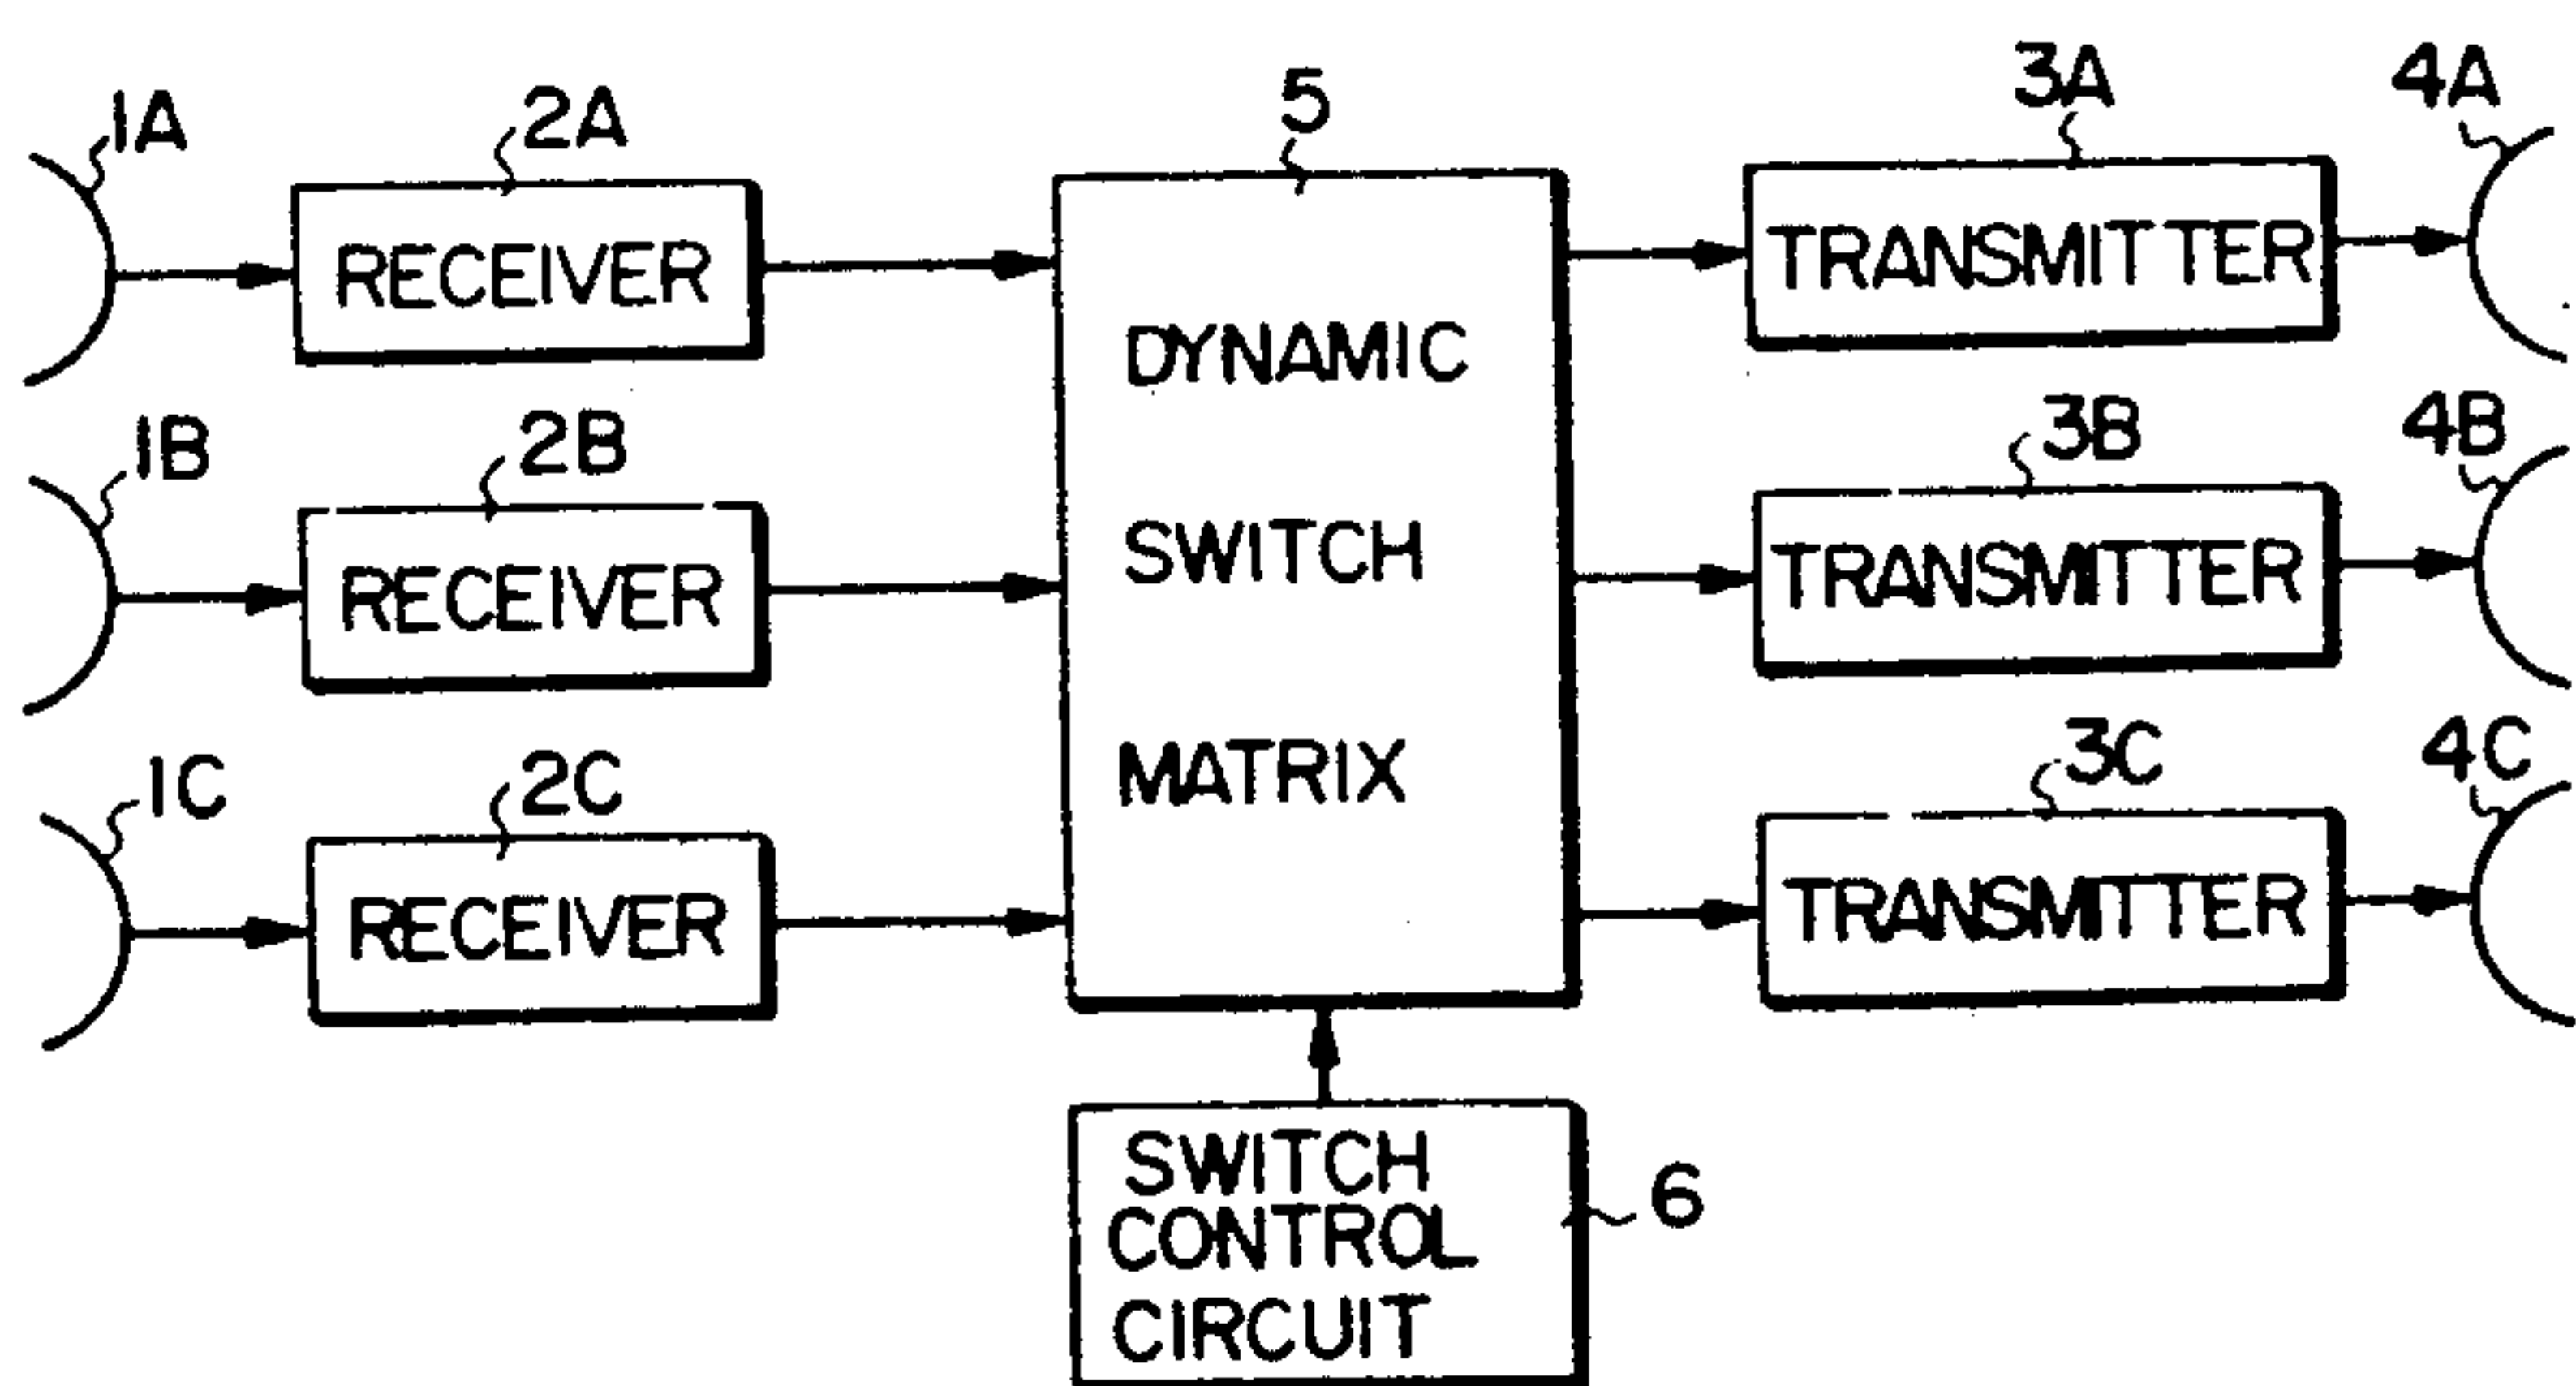 1A
2A
5
3A
4A
RECEIVER
TRANSMITTER
DYNAMIC
1B
2B
3B
4B
RECEIVER
SWITCH
TRANSMITTER
1C
2C
MATRIX
3C
4C
RECEIVER
TRANSMITTER
SWITCH
CONTROL
CIRCUIT
6